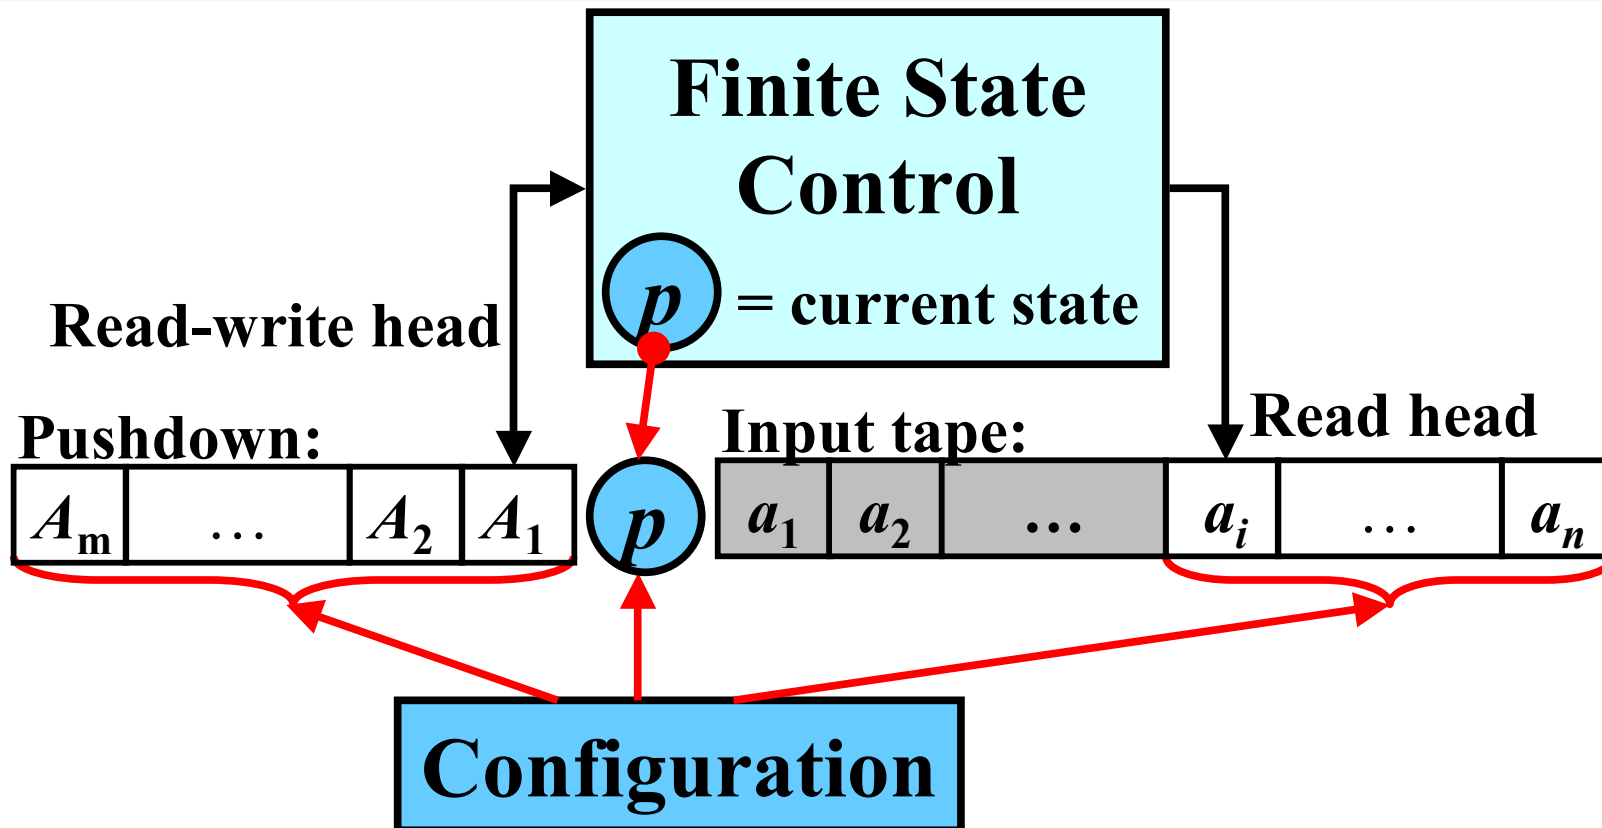 Finite State
Control
p = current state
Read-write head
Read head
Pushdown:
Input tape:
Aₘ … A₂ A₁ p a₁ a₂ … aᵢ … aₙ
Configuration